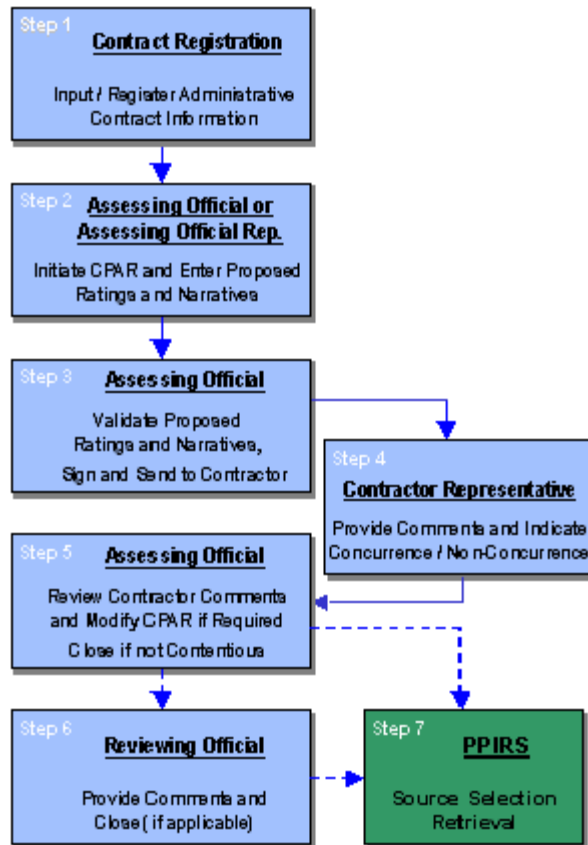 Step 1
Contract Registration
Input / Register Administrative
Contract Information
Step 2
Assessing Official or
Assessing Official Rep.
Initiate CPAR and Enter Proposed
Ratings and Narratives
Step 3
Assessing Official
Validate Proposed
Ratings and Narratives,
Sign and Send to Contractor
Step 4
Contractor Representative
Provide Comments and Indicate
Concurrence / Non-Concurrence
Step 5
Assessing Official
Review Contractor Comments
and Modify CPAR if Required
Close if not Contentious
Step 6
Reviewing Official
Provide Comments and
Close( if applicable)
Step 7
PPIRS
Source Selection
Retrieval